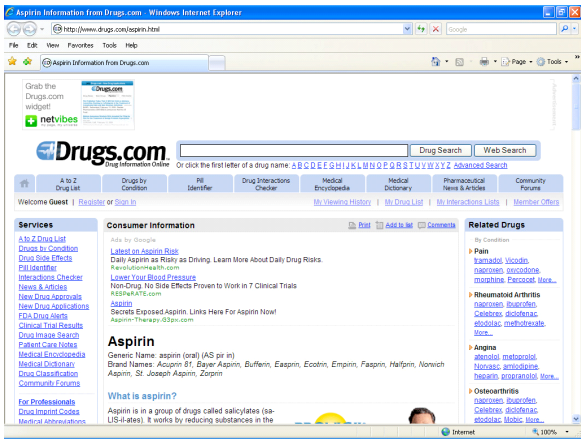 Aspirin Information from Drugs.com - Windows Internet Explorer
http://www.drugs.com/aspirin.html
Google
File Edit View Favorites Tools Help
Aspirin Information from Drugs.com
Page Tools
Grab the
Drugs.com
widget!
netvibes
Drugs.com
Drug Information Online
Drug Search Web Search
Or click the first letter of a drug name: A B C D E F G H I J K L M N O P Q R S T U V W X Y Z Advanced Search
A to Z
Drug List
Drugs by
Condition
Pill
Identifier
Drug Interactions
Checker
Medical
Encyclopedia
Medical
Dictionary
Pharmaceutical
News & Articles
Community
Forums
Welcome Guest | Register or Sign In
My Viewing History | My Drug List | My Interactions Lists | Member Offers
Services
A to Z Drug List
Drugs by Condition
Drug Side Effects
Pill Identifier
Interactions Checker
News & Articles
New Drug Approvals
New Drug Applications
FDA Drug Alerts
Clinical Trial Results
Drug Image Search
Patient Care Notes
Medical Encyclopedia
Medical Dictionary
Drug Classification
Community Forums
For Professionals
Drug Imprint Codes
Medical Abbreviations
Consumer Information
Print Add to list Comments
Ads by Google
Latest on Aspirin Risk
Daily Aspirin as Risky as Driving. Learn More About Daily Drug Risks.
RevolutionHealth.com
Lower Your Blood Pressure
Non-Drug. No Side Effects Proven to Work in 7 Clinical Trials
RESPeRATE.com
Aspirin
Secrets Exposed Aspirin. Links Here For Aspirin Now!
Aspirin-Therapy.G3px.com
Aspirin
Generic Name: aspirin (oral) (AS pir in)
Brand Names: Acuprin 81, Bayer Aspirin, Bufferin, Easprin, Ecotrin, Empirin, Fasprin, Halfprin, Norwich
Aspirin, St. Joseph Aspirin, Zorprin
What is aspirin?
Aspirin is in a group of drugs called salicylates (sa-
LIS-il-ates). It works by reducing substances in the
Related Drugs
By Condition
Pain
tramadol, Vicodin,
naproxen, oxycodone,
morphine, Percocet, More...
Rheumatoid Arthritis
naproxen, ibuprofen,
Celebrex, diclofenac,
etodolac, methotrexate,
More...
Angina
atenolol, metoprolol,
Norvasc, amlodipine,
heparin, propranolol, More...
Osteoarthritis
naproxen, ibuprofen,
Celebrex, diclofenac,
etodolac, Mobic, More...
Internet
100%